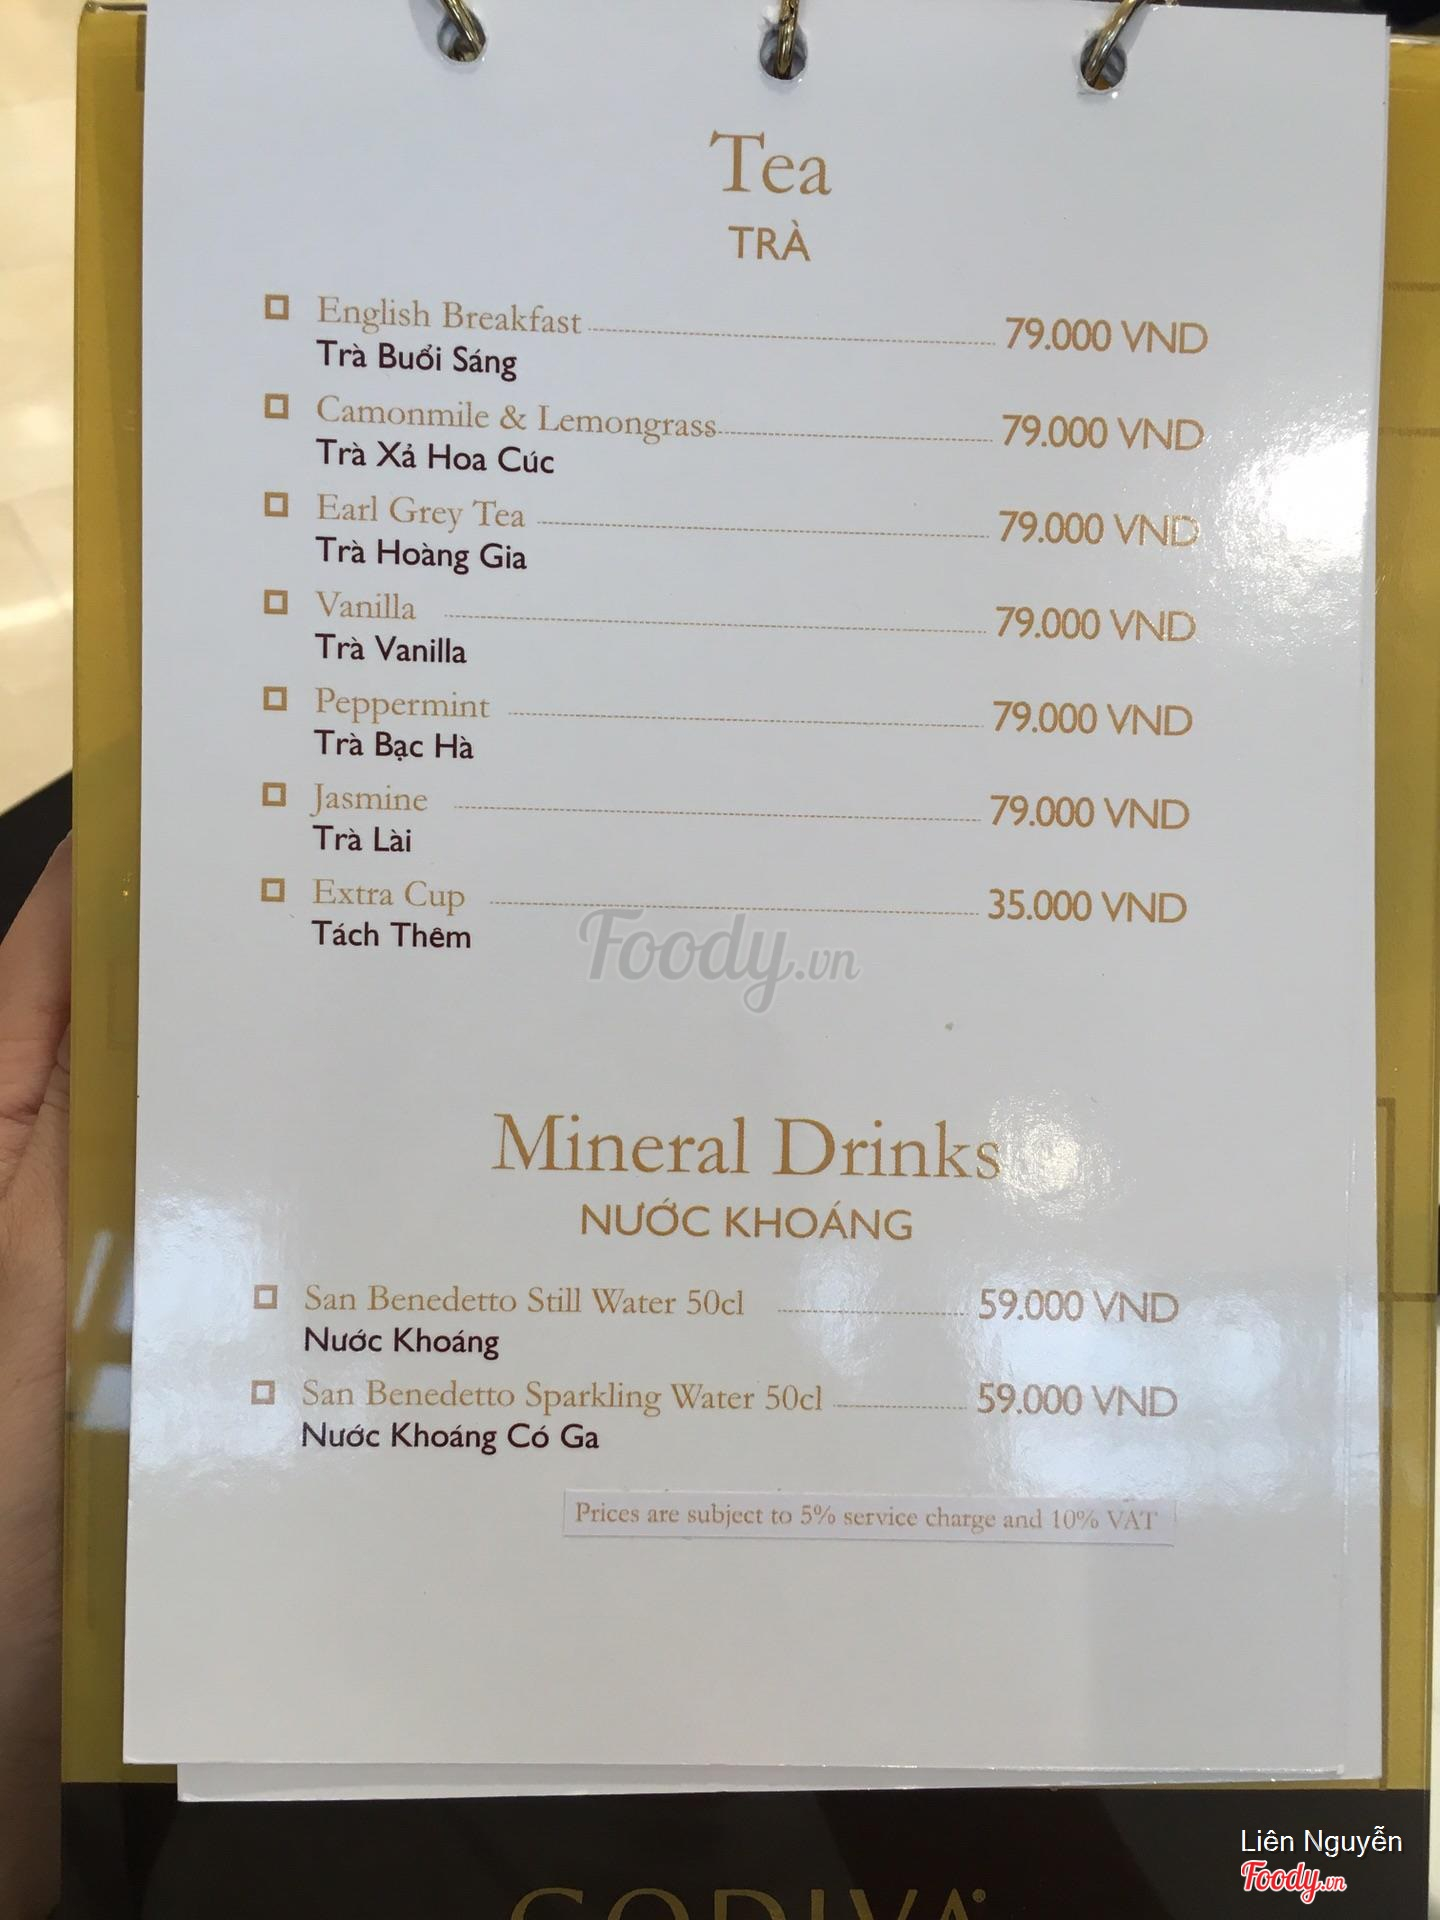 Tea
TRÀ
English Breakfast 79.000 VND
Trà Buổi Sáng
Camonmile & Lemongrass 79.000 VND
Trà Xả Hoa Cúc
Earl Grey Tea 79.000 VND
Trà Hoàng Gia
Vanilla 79.000 VND
Trà Vanilla
Peppermint 79.000 VND
Trà Bạc Hà
Jasmine 79.000 VND
Trà Lài
Extra Cup 35.000 VND
Tách Thêm
Foody.vn
Mineral Drinks
NƯỚC KHOÁNG
San Benedetto Still Water 50cl 59.000 VND
Nước Khoáng
San Benedetto Sparkling Water 50cl 59.000 VND
Nước Khoáng Có Ga
Prices are subject to 5% service charge and 10% VAT
Liên Nguyễn
Foody.vn
GODIVA